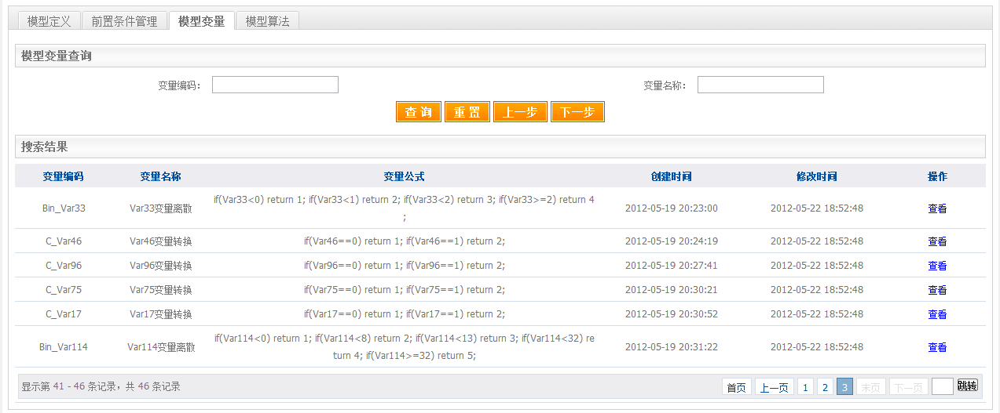 模型定义 前置条件管理 模型变量 模型算法
模型变量查询
变量编码： 变量名称：
查 询 重 置 上一步 下一步
搜索结果
变量编码 变量名称 变量公式 创建时间 修改时间 操作
Bin_Var33 Var33变量离散 if(Var33<0) return 1; if(Var33<1) return 2; if(Var33<2) return 3; if(Var33>=2) return 4 2012-05-19 20:23:00 2012-05-22 18:52:48 查看
;
C_Var46 Var46变量转换 if(Var46==0) return 1; if(Var46==1) return 2; 2012-05-19 20:24:19 2012-05-22 18:52:48 查看
C_Var96 Var96变量转换 if(Var96==0) return 1; if(Var96==1) return 2; 2012-05-19 20:27:41 2012-05-22 18:52:48 查看
C_Var75 Var75变量转换 if(Var75==0) return 1; if(Var75==1) return 2; 2012-05-19 20:30:21 2012-05-22 18:52:48 查看
C_Var17 Var17变量转换 if(Var17==0) return 1; if(Var17==1) return 2; 2012-05-19 20:30:52 2012-05-22 18:52:48 查看
Bin_Var114 Var114变量离散 if(Var114<0) return 1; if(Var114<8) return 2; if(Var114<13) return 3; if(Var114<32) re 2012-05-19 20:31:22 2012-05-22 18:52:48 查看
turn 4; if(Var114>=32) return 5;
显示第 41 - 46 条记录，共 46 条记录 首页 上一页 1 2 3 末页 下一页 跳转